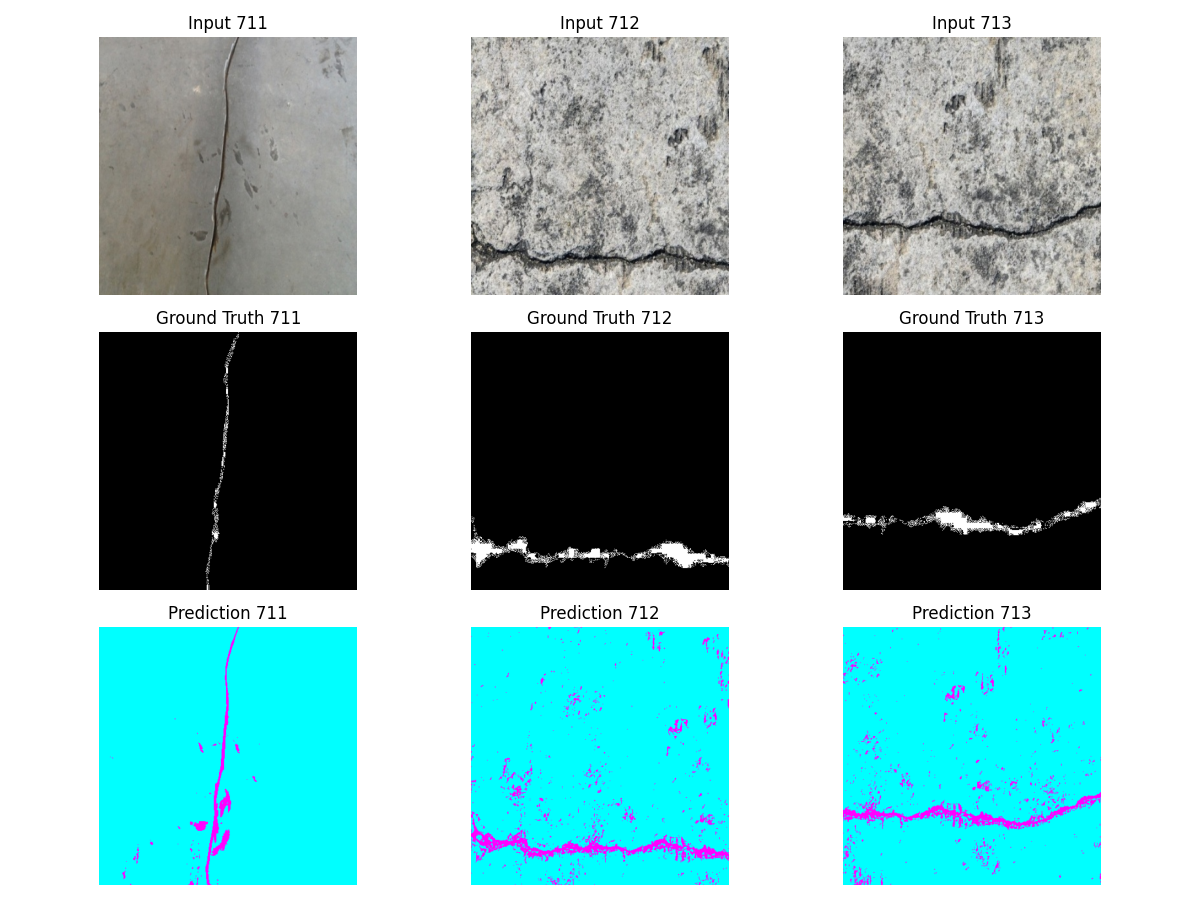 Input 711
Input 712
Input 713
Ground Truth 711
Ground Truth 712
Ground Truth 713
Prediction 711
Prediction 712
Prediction 713